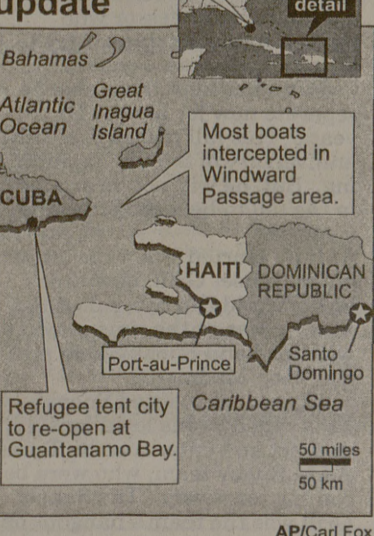 update
detail
Bahamas
Great
Inagua
Island
Atlantic
Ocean
Most boats
intercepted in
Windward
Passage area.
CUBA
HAITI
DOMINICAN
REPUBLIC
Port-au-Prince
Santo
Domingo
Refugee tent city
to re-open at
Guantanamo Bay.
Caribbean Sea
50 miles
50 km
AP/Carl Fox